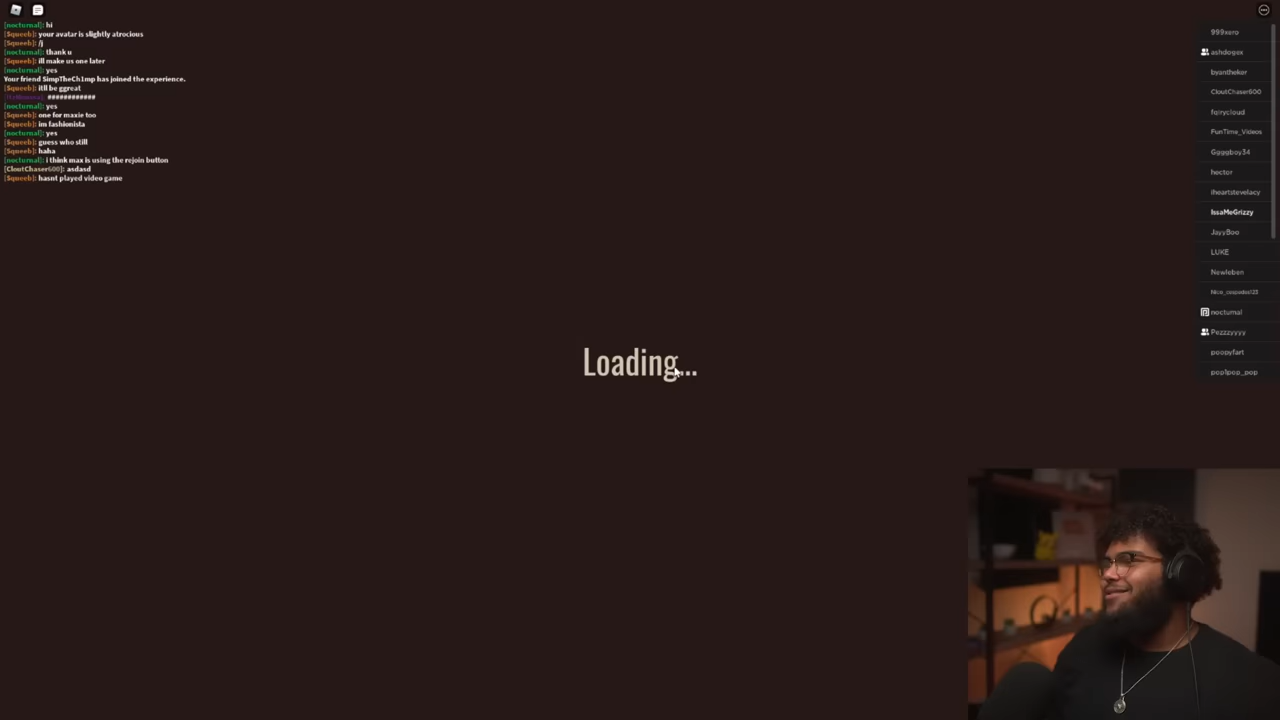 [nocturnal]: hi
[Squeeb]: your avatar is slightly atrocious
[Squeeb]: /j
[nocturnal]: thank u
[Squeeb]: ill make us one later
[nocturnal]: yes
Your friend SimpTheCh1mp has joined the experience.
[Squeeb]: itll be ggreat
############
[nocturnal]: yes
[Squeeb]: one for maxie too
[Squeeb]: im fashionista
[nocturnal]: yes
[Squeeb]: guess who still
[Squeeb]: haha
[nocturnal]: i think max is using the rejoin button
[CloutChaser600]: asdasd
[Squeeb]: hasnt played video game
Loading...
999xero
ashdogex
byantheker
CloutChaser600
fqirycloud
FunTime_Videos
Ggggboy34
hector
iheartstevelacy
IssaMeGrizzy
JayyBoo
LUKE
Newleben
nocturnal
Pezzzyyyy
poopyfart
pop1pop_pop